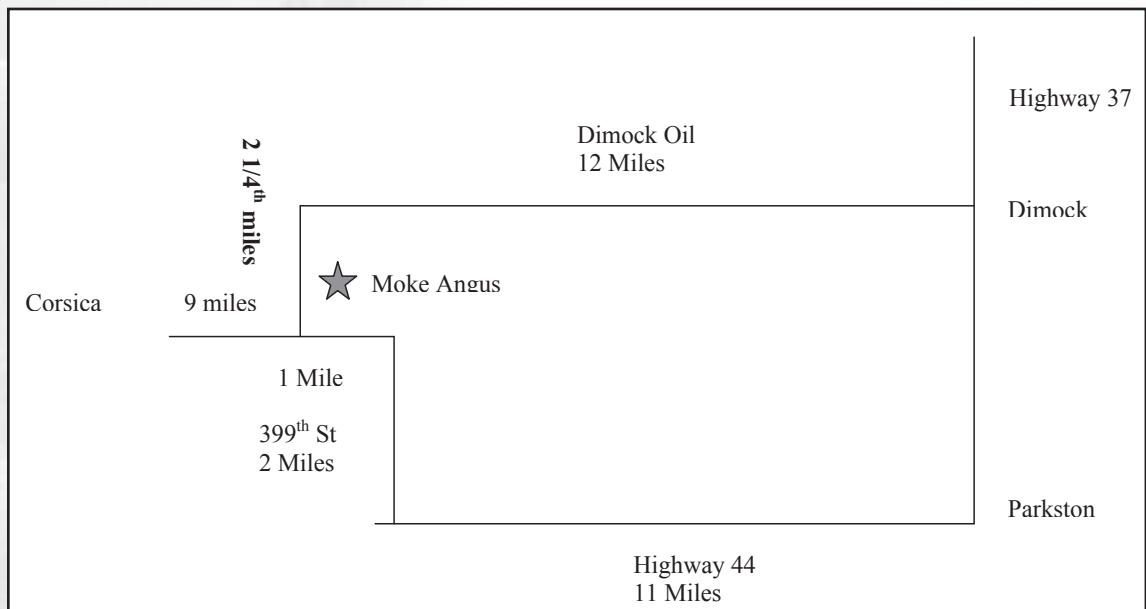 Highway 37
Dimock Oil
12 Miles
2 1/4th miles
Dimock
Moke Angus
Corsica
9 miles
1 Mile
399th St
2 Miles
Parkston
Highway 44
11 Miles